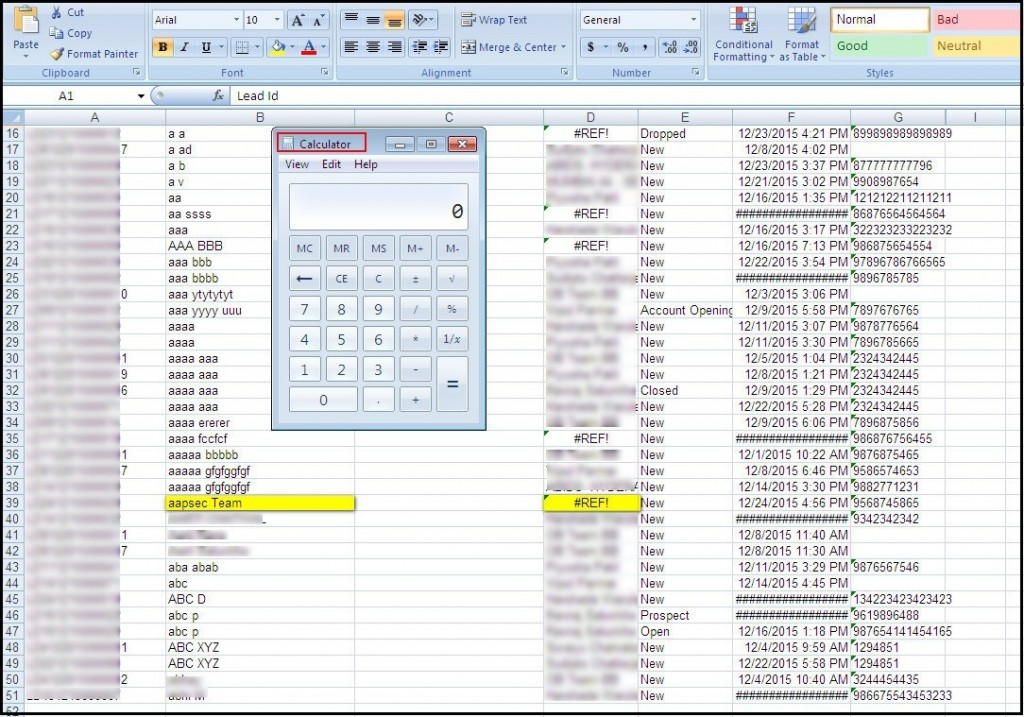 Cut
Copy
Format Painter
Paste
Clipboard
Arial 10 A A
B I U A
Font
Wrap Text
Merge & Center
Alignment
General
$ % ,
Number
Conditional Formatting
Format as Table
Normal Bad
Good Neutral
Styles
A1 fx Lead Id
A B C D E F G I
16 a a #REF! Dropped 12/23/2015 4:21 PM 899898989898989
17 7 a ad New 12/8/2015 4:02 PM
18 a b New 12/23/2015 3:37 PM 877777777796
19 a v New 12/21/2015 3:02 PM 9908987654
20 aa New 12/16/2015 1:35 PM 1212122211211211
21 aa ssss #REF! New ################# 86876564564564
22 aaa New 12/16/2015 3:17 PM 322323233223232
23 AAA BBB #REF! New 12/16/2015 7:13 PM 986875654554
24 aaa bbb New 12/22/2015 3:54 PM 97896786766565
25 aaa bbbb New ################# 9896785785
26 0 aaa ytytytyt New 12/3/2015 3:06 PM
27 aaa yyyy uuu Account Opening 12/9/2015 5:58 PM 7897676765
28 aaaa New 12/11/2015 3:07 PM 9878776564
29 aaaa New 12/11/2015 3:30 PM 7896785665
30 1 aaaa aaa New 12/5/2015 1:04 PM 2324342445
31 9 aaaa aaa New 12/8/2015 1:21 PM 2324342445
32 6 aaaa aaa Closed 12/9/2015 1:29 PM 2324342445
33 aaaa aaa New 12/22/2015 5:28 PM 2324342445
34 aaaa ererer New 12/9/2015 6:06 PM 7896875856
35 aaaa fccfcf #REF! New ################# 986876756455
36 1 aaaaa bbbbb New 12/1/2015 10:22 AM 9876875465
37 7 aaaaa gfgfggfgf New 12/8/2015 6:46 PM 9586574653
38 aaaaa gfgfggfgf New 12/14/2015 3:30 PM 9882771231
39 aapsec Team #REF! New 12/24/2015 4:56 PM 9568745865
40 New ################# 9342342342
41 1 New 12/8/2015 11:40 AM
42 7 New 12/8/2015 11:30 AM
43 aba abab New 12/11/2015 3:29 PM 9876567546
44 abc New 12/14/2015 4:45 PM
45 ABC D New ################# 134223423423423
46 abc p Prospect ################# 9619896488
47 abc p Open 12/16/2015 1:18 PM 987654141454165
48 1 ABC XYZ New 12/4/2015 9:59 AM 1294851
49 ABC XYZ New 12/22/2015 5:58 PM 1294851
50 2 New 12/4/2015 10:40 AM 3244454435
51 New ################# 986675543453233
52
Calculator
View Edit Help
0
MC MR MS M+ M-
← CE C ± √
7 8 9 / %
4 5 6 * 1/x
1 2 3 - =
0 . +